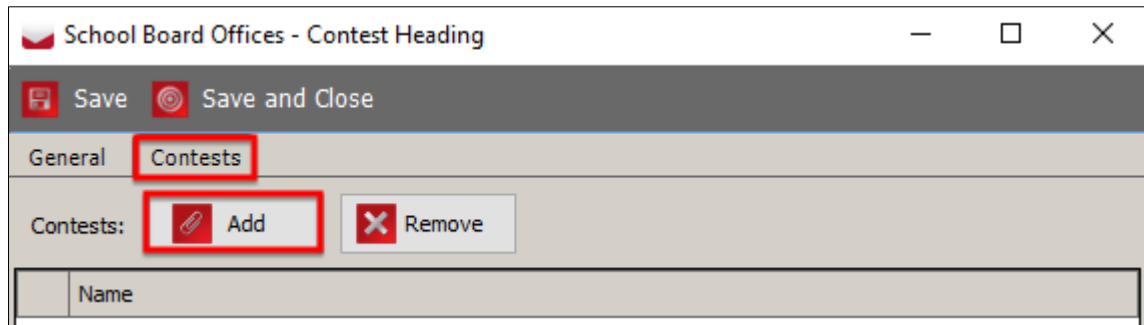 School Board Offices - Contest Heading
Save Save and Close
General Contests
Contests: Add Remove
Name